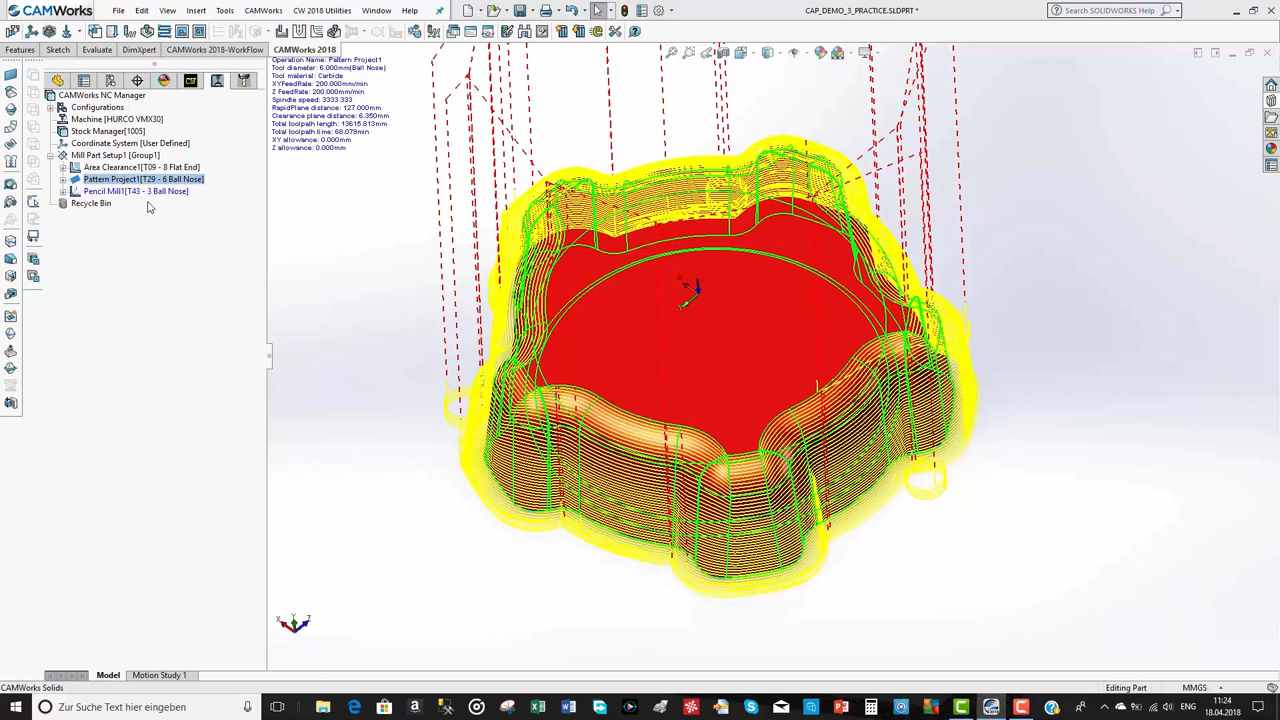 CAMWorks
File
Edit
View
Insert
Tools
CAMWorks
CW 2018 Utilities
Window
Help
CAP_DEMO_3_PRACTICE.SLDPRT *
Search SOLIDWORKS Help
Features
Sketch
Evaluate
DimXpert
CAMWorks 2018-WorkFlow
CAMWorks 2018
Operation Name: Pattern Project1
Tool diameter: 6.000mm(Ball Nose)
Tool material: Carbide
XYFeedRate: 200.000mm/min
Z FeedRate: 200.000mm/min
Spindle speed: 3333.333
RapidPlane distance: 127.000mm
Clearance plane distance: 6.350mm
Total toolpath length: 13615.813mm
Total toolpath time: 68.079min
XY allowance: 0.000mm
Z allowance: 0.000mm
CAMWorks NC Manager
Configurations
Machine [HURCO VMX30]
Stock Manager[1005]
Coordinate System [User Defined]
Mill Part Setup1 [Group1]
Area Clearance1[T09 - 8 Flat End]
Pattern Project1[T29 - 6 Ball Nose]
Pencil Mill1[T43 - 3 Ball Nose]
Recycle Bin
X
Y
Z
Model
Motion Study 1
CAMWorks Solids
Editing Part
MMGS
Zur Suche Text hier eingeben
ENG
11:24
18.04.2018